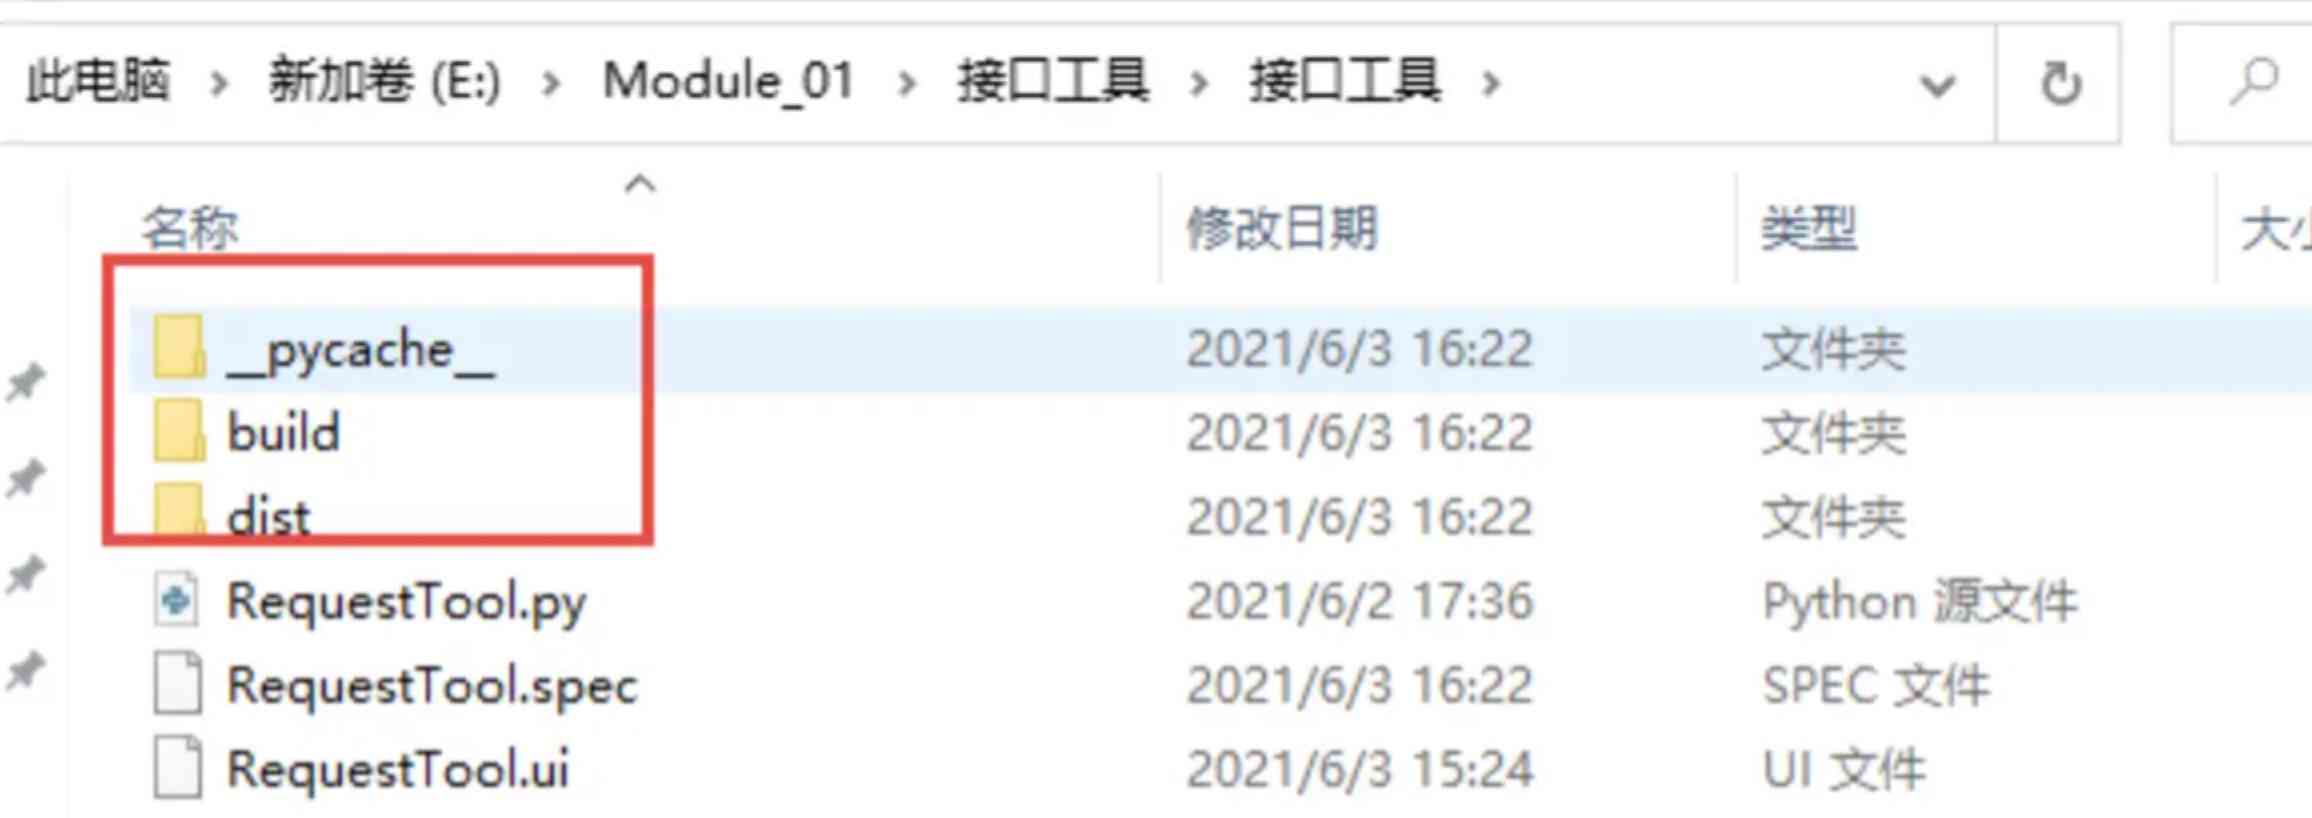 此电脑 › 新加卷 (E:) › Module_01 › 接口工具 › 接口工具 ›
名称 修改日期 类型 大小
__pycache__ 2021/6/3 16:22 文件夹
build 2021/6/3 16:22 文件夹
dist 2021/6/3 16:22 文件夹
RequestTool.py 2021/6/2 17:36 Python 源文件
RequestTool.spec 2021/6/3 16:22 SPEC 文件
RequestTool.ui 2021/6/3 15:24 UI 文件